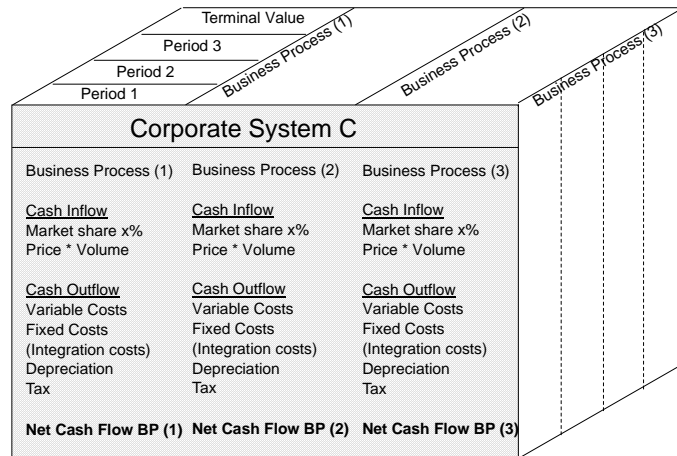 Terminal Value
Period 3
Period 2
Period 1
Business Process (1)
Business Process (2)
Business Process (3)
Corporate System C
Business Process (1) Business Process (2) Business Process (3)
Cash Inflow Cash Inflow Cash Inflow
Market share x% Market share x% Market share x%
Price * Volume Price * Volume Price * Volume
Cash Outflow Cash Outflow Cash Outflow
Variable Costs Variable Costs Variable Costs
Fixed Costs Fixed Costs Fixed Costs
(Integration costs) (Integration costs) (Integration costs)
Depreciation Depreciation Depreciation
Tax Tax Tax
Net Cash Flow BP (1) Net Cash Flow BP (2) Net Cash Flow BP (3)